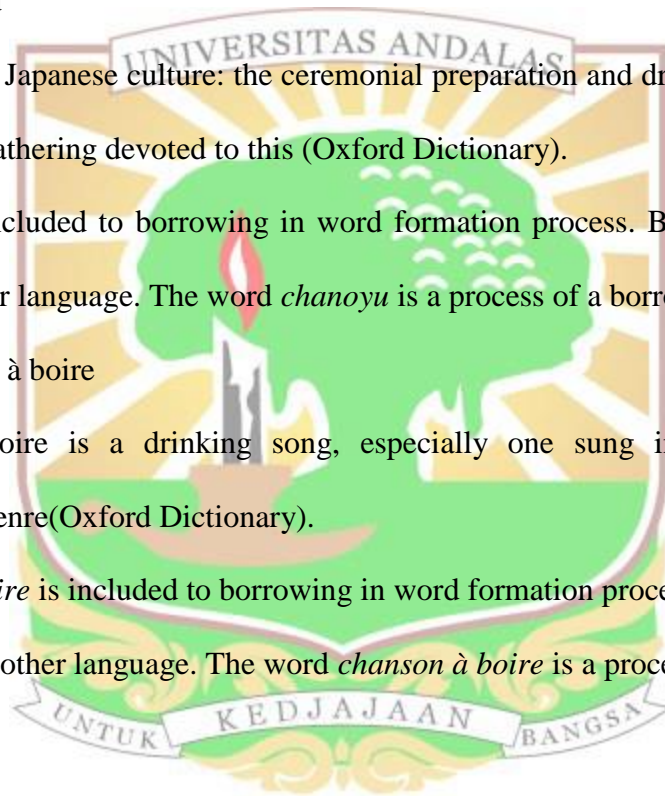 UNIVERSITAS ANDALAS
Japanese culture: the ceremonial preparation and
athering devoted to this (Oxford Dictionary).
cluded to borrowing in word formation process. B
r language. The word chanoyu is a process of a borro
à boire
oire is a drinking song, especially one sung i
enre(Oxford Dictionary).
ire is included to borrowing in word formation proce
other language. The word chanson à boire is a proce
UNTUK KEDJAJAAN BANGSA